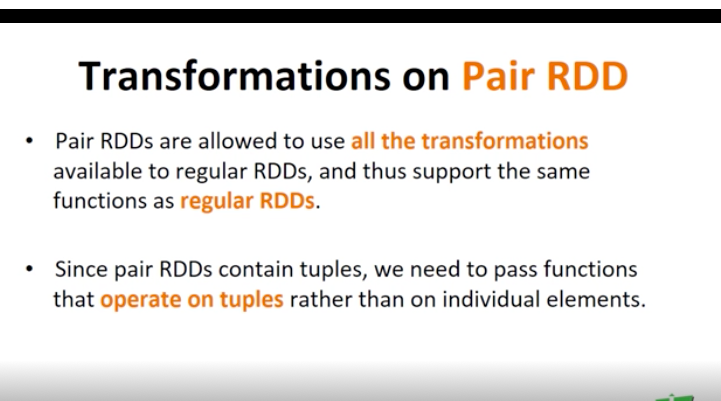 Transformations on Pair RDD
• Pair RDDs are allowed to use all the transformations
available to regular RDDs, and thus support the same
functions as regular RDDs.
• Since pair RDDs contain tuples, we need to pass functions
that operate on tuples rather than on individual elements.